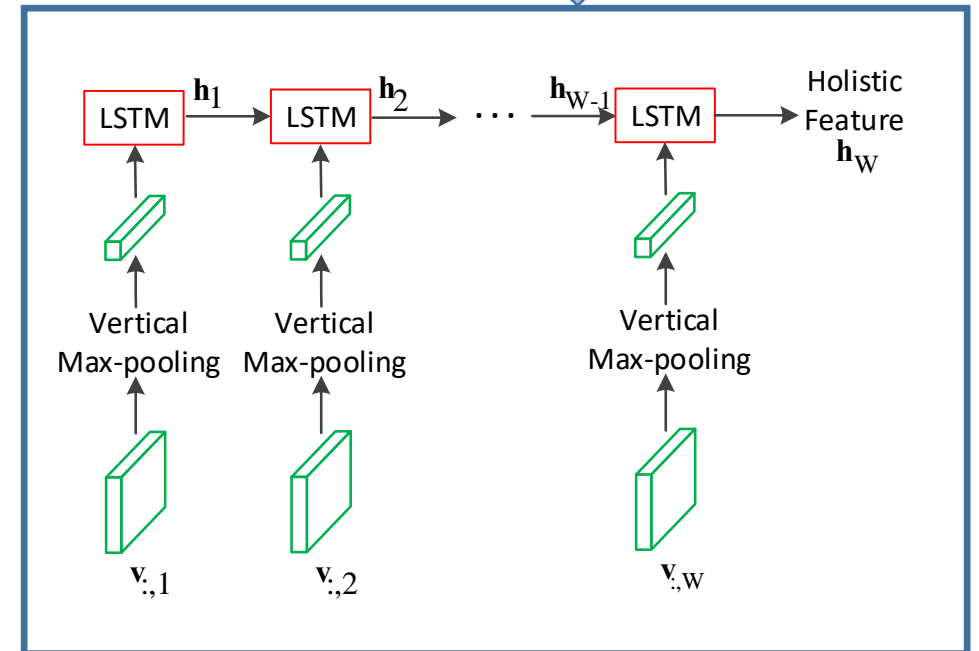 h1
h2
hW-1
Holistic
Feature
hW
LSTM
LSTM
· · ·
LSTM
Vertical
Max-pooling
Vertical
Max-pooling
Vertical
Max-pooling
v:,1
v:,2
v:,W